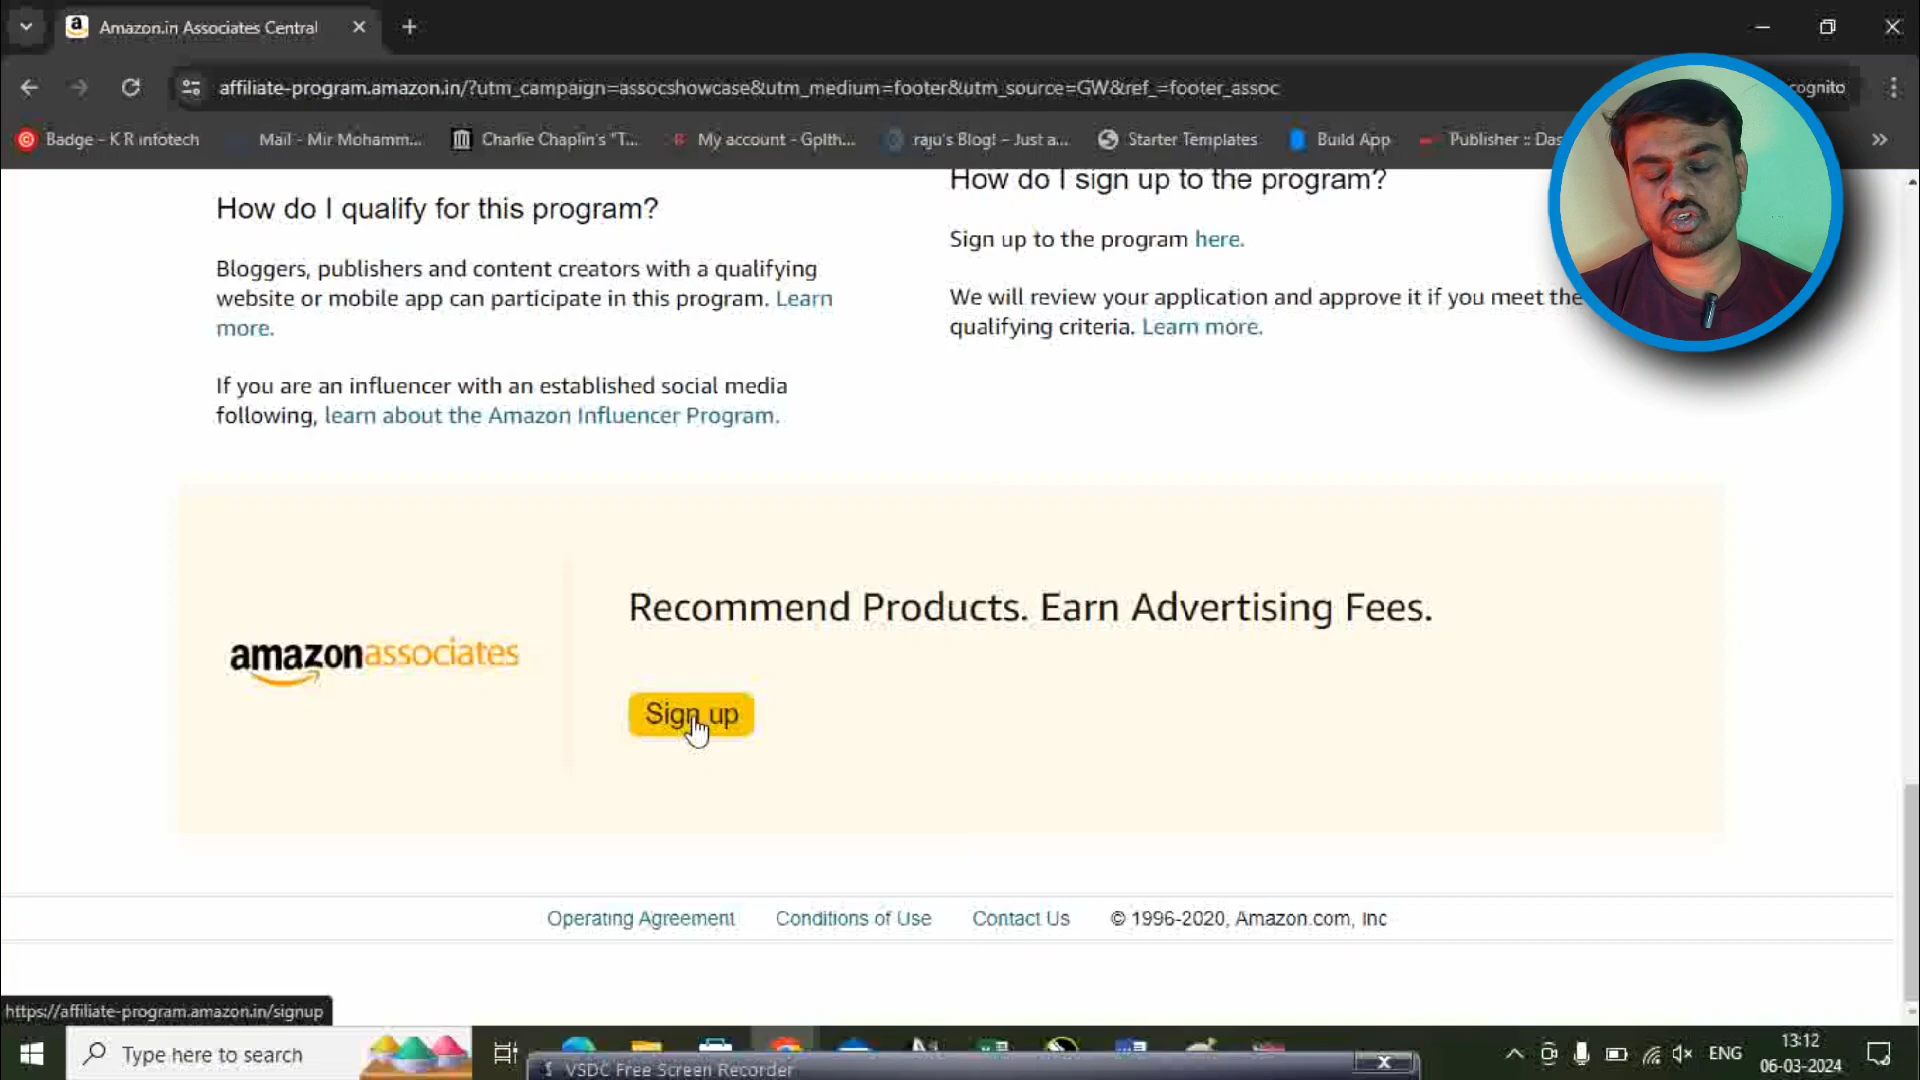 Amazon.in Associates Central
affiliate-program.amazon.in/?utm_campaign=assocshowcase&utm_medium=footer&utm_source=GW&ref_=footer_assoc
cognito
Badge – K R infotech
Mail - Mir Mohamm...
Charlie Chaplin's "T...
My account - Gplth...
raju's Blog! – Just a...
Starter Templates
Build App
Publisher :: Das
How do I qualify for this program?
Bloggers, publishers and content creators with a qualifying
website or mobile app can participate in this program. Learn
more.
If you are an influencer with an established social media
following, learn about the Amazon Influencer Program.
How do I sign up to the program?
Sign up to the program here.
We will review your application and approve it if you meet the
qualifying criteria. Learn more.
amazonassociates
Recommend Products. Earn Advertising Fees.
Sign up
Operating Agreement
Conditions of Use
Contact Us
© 1996-2020, Amazon.com, Inc
https://affiliate-program.amazon.in/signup
Type here to search
VSDC Free Screen Recorder
ENG
13:12
06-03-2024